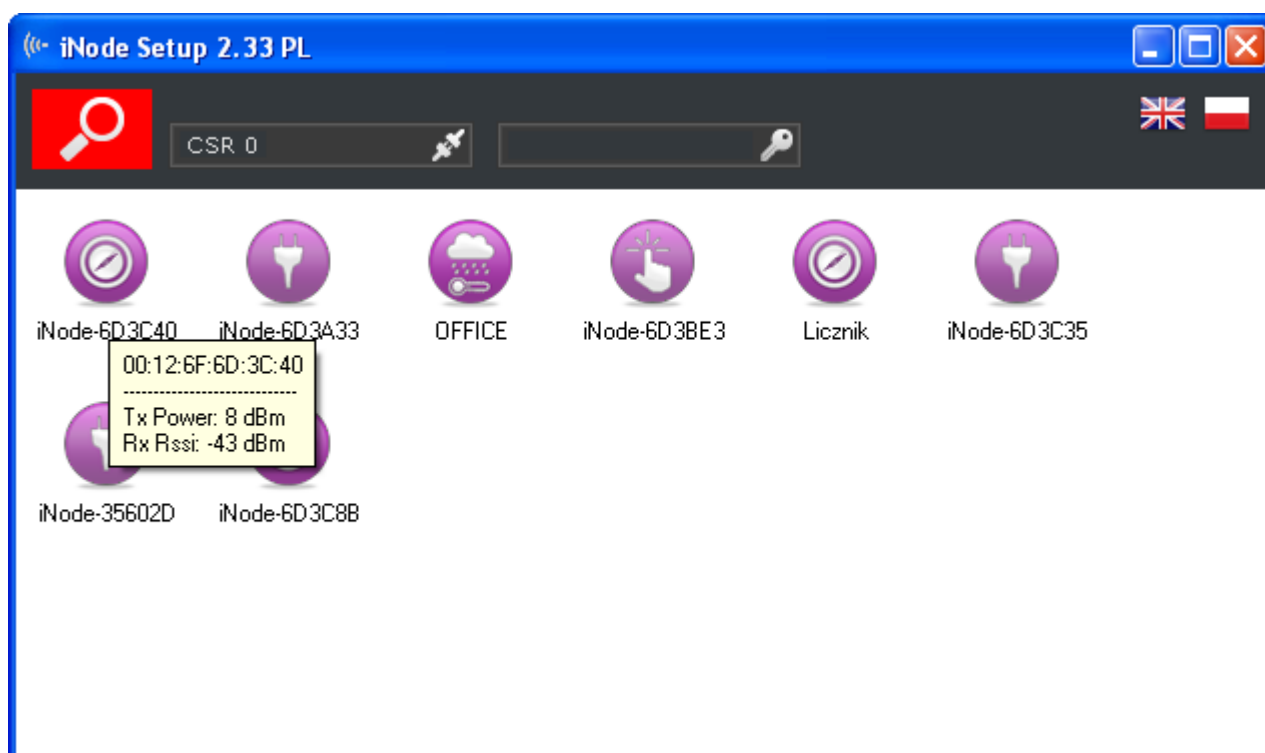 iNode Setup 2.33 PL
CSR 0
iNode-6D3C40 iNode-6D3A33 OFFICE iNode-6D3BE3 Licznik iNode-6D3C35
00:12:6F:6D:3C:40
----------------------------
Tx Power: 8 dBm
Rx Rssi: -43 dBm
iNode-35602D iNode-6D3C8B